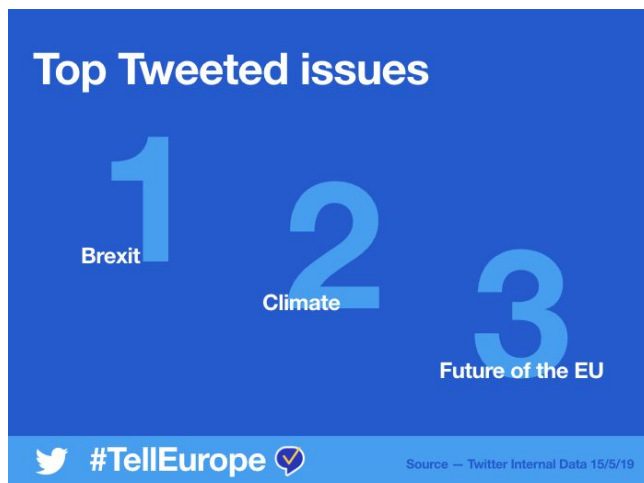 Top Tweeted issues
1
Brexit
2
Climate
3
Future of the EU
#TellEurope
Source — Twitter Internal Data 15/5/19